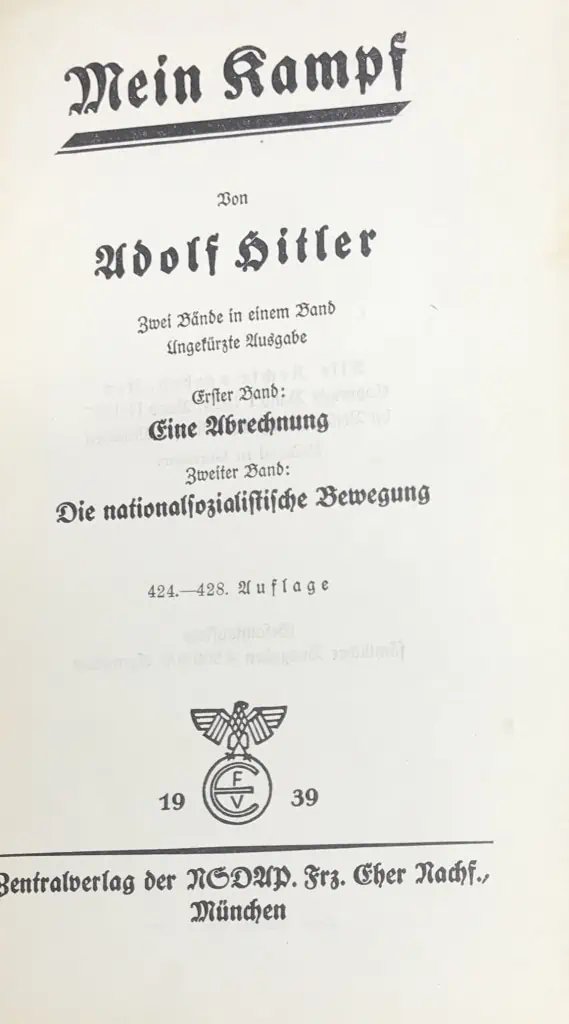 Mein Kampf
Von
Adolf Hitler
Zwei Bände in einem Band
Ungekürzte Ausgabe
Erster Band:
Eine Abrechnung
Zweiter Band:
Die nationalsozialistische Bewegung
424.—428. Auflage
19 FEV 39
Zentralverlag der NSDAP. Frz. Eher Nachf.,
München